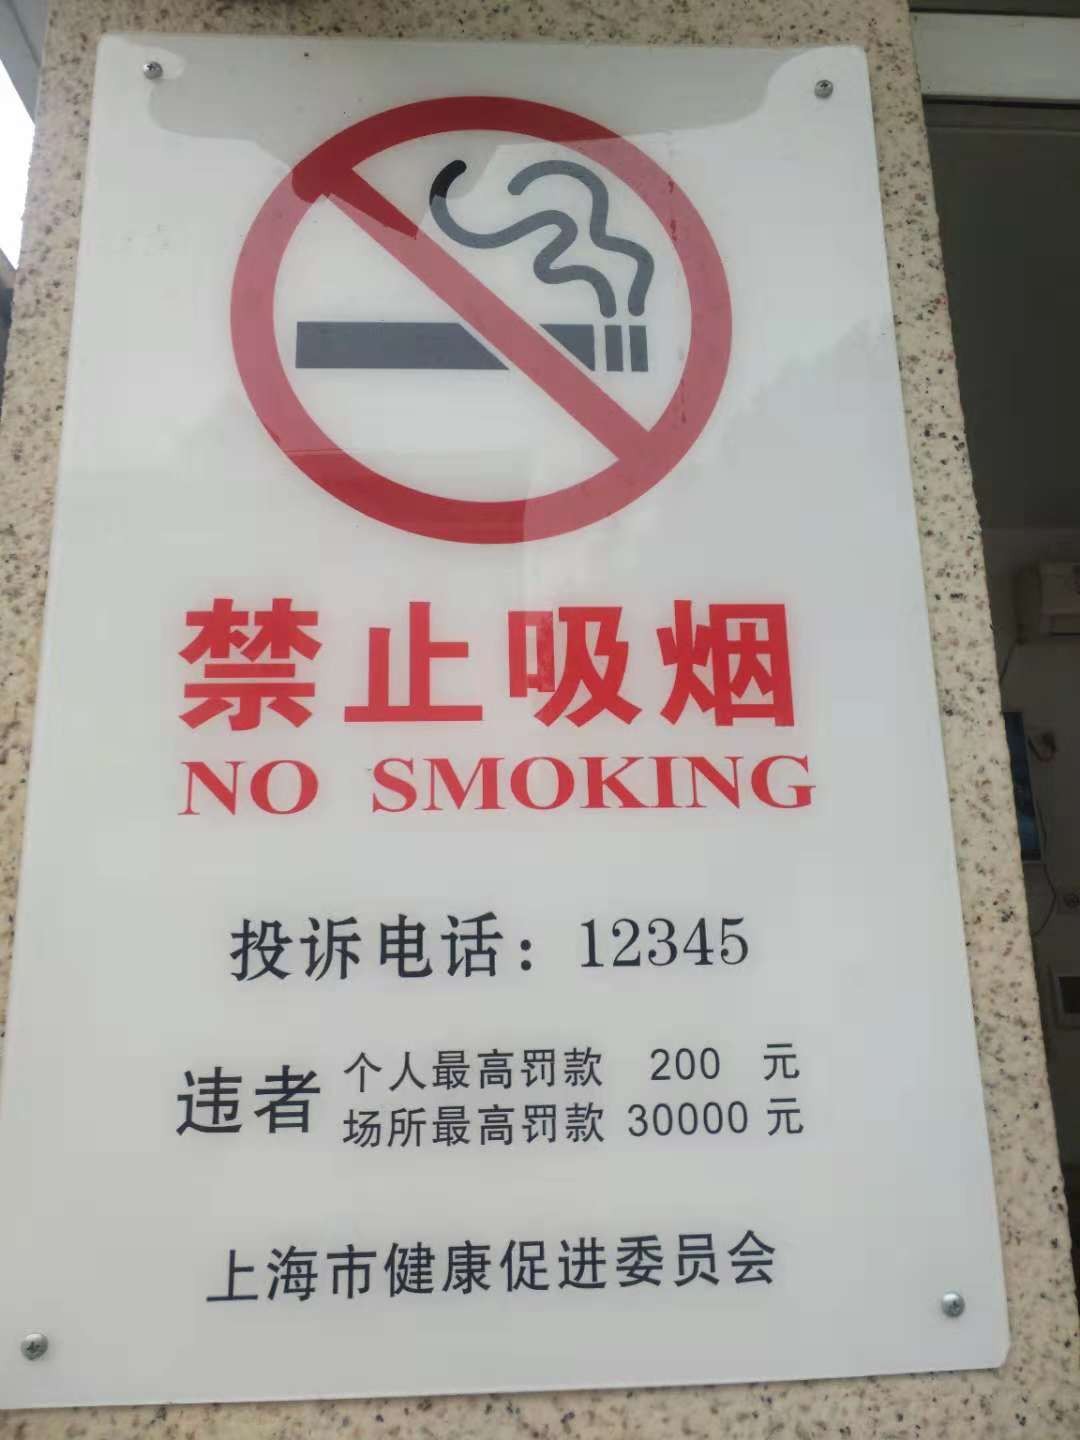 禁止吸烟
NO SMOKING
投诉电话：12345
违者 个人最高罚款 200 元
场所最高罚款 30000 元
上海市健康促进委员会